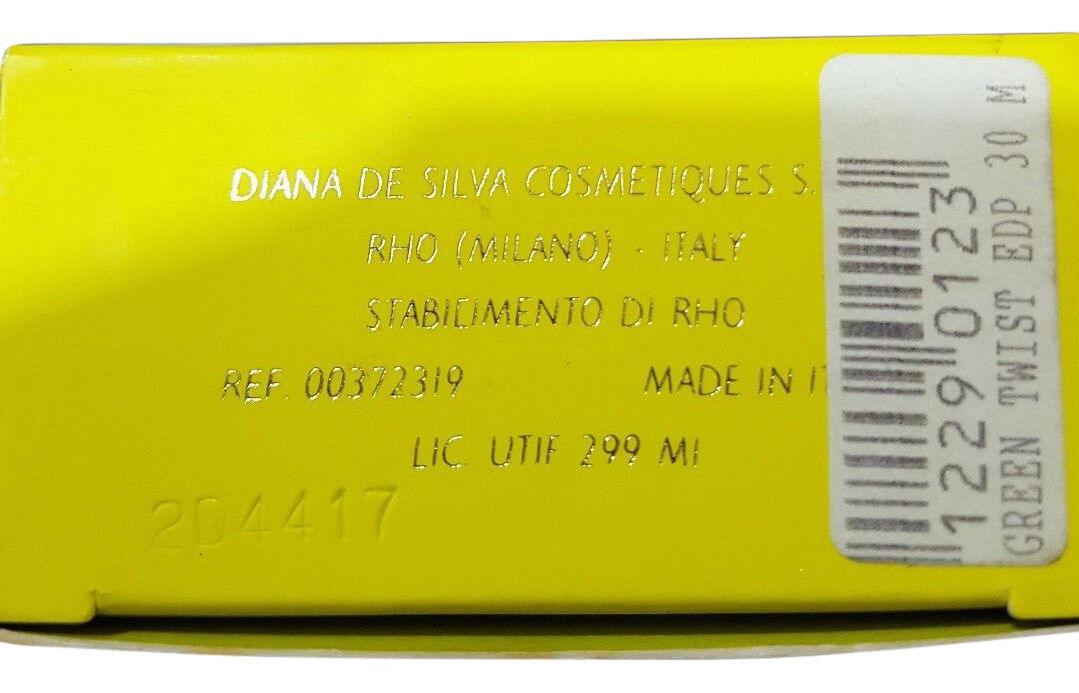 DIANA DE SILVA COSMETIQUES S.
RHO (MILANO) - ITALY
STABILIMENTO DI RHO
REF. 00372319
MADE IN IT
LIC. UTIF 299 MI
2D4417
1229 0123
GREEN TWIST EDP 30 M